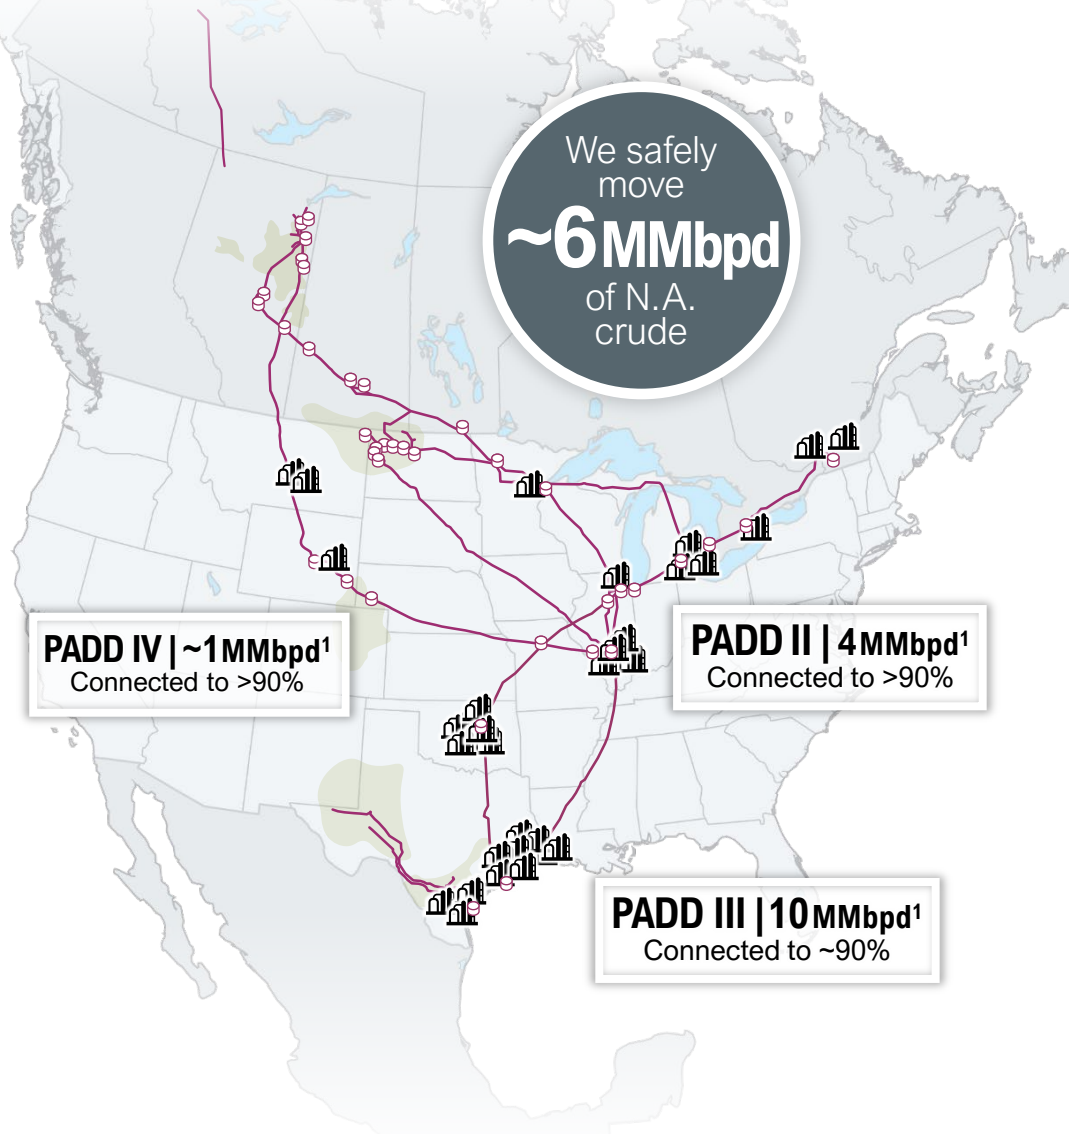 We safely
move
~6 MMbpd
of N.A.
crude
PADD IV | ~1 MMbpd¹
Connected to >90%
PADD II | 4 MMbpd¹
Connected to >90%
PADD III | 10 MMbpd¹
Connected to ~90%